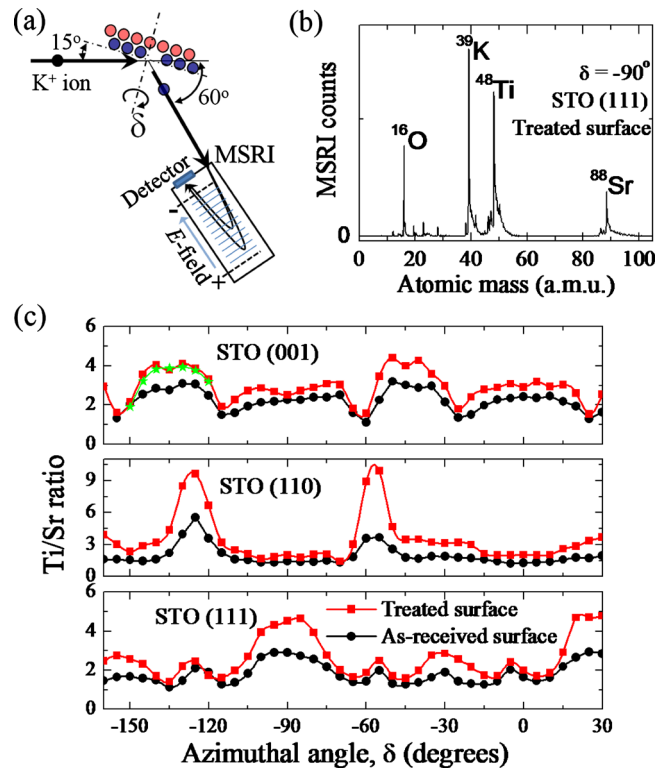 (a)
15°
K⁺ ion
δ
60°
MSRI
Detector
-
E-field
+
(b)
MSRI counts
³⁹K
⁴⁸Ti
δ = -90°
STO (111)
Treated surface
¹⁶O
⁸⁸Sr
0
0 20 40 60 80 100
Atomic mass (a.m.u.)
(c)
Ti/Sr ratio
6
4
2
0
STO (001)
9
6
3
0
STO (110)
6
4
2
0
STO (111)
Treated surface
As-received surface
-150 -120 -90 -60 -30 0 30
Azimuthal angle, δ (degrees)